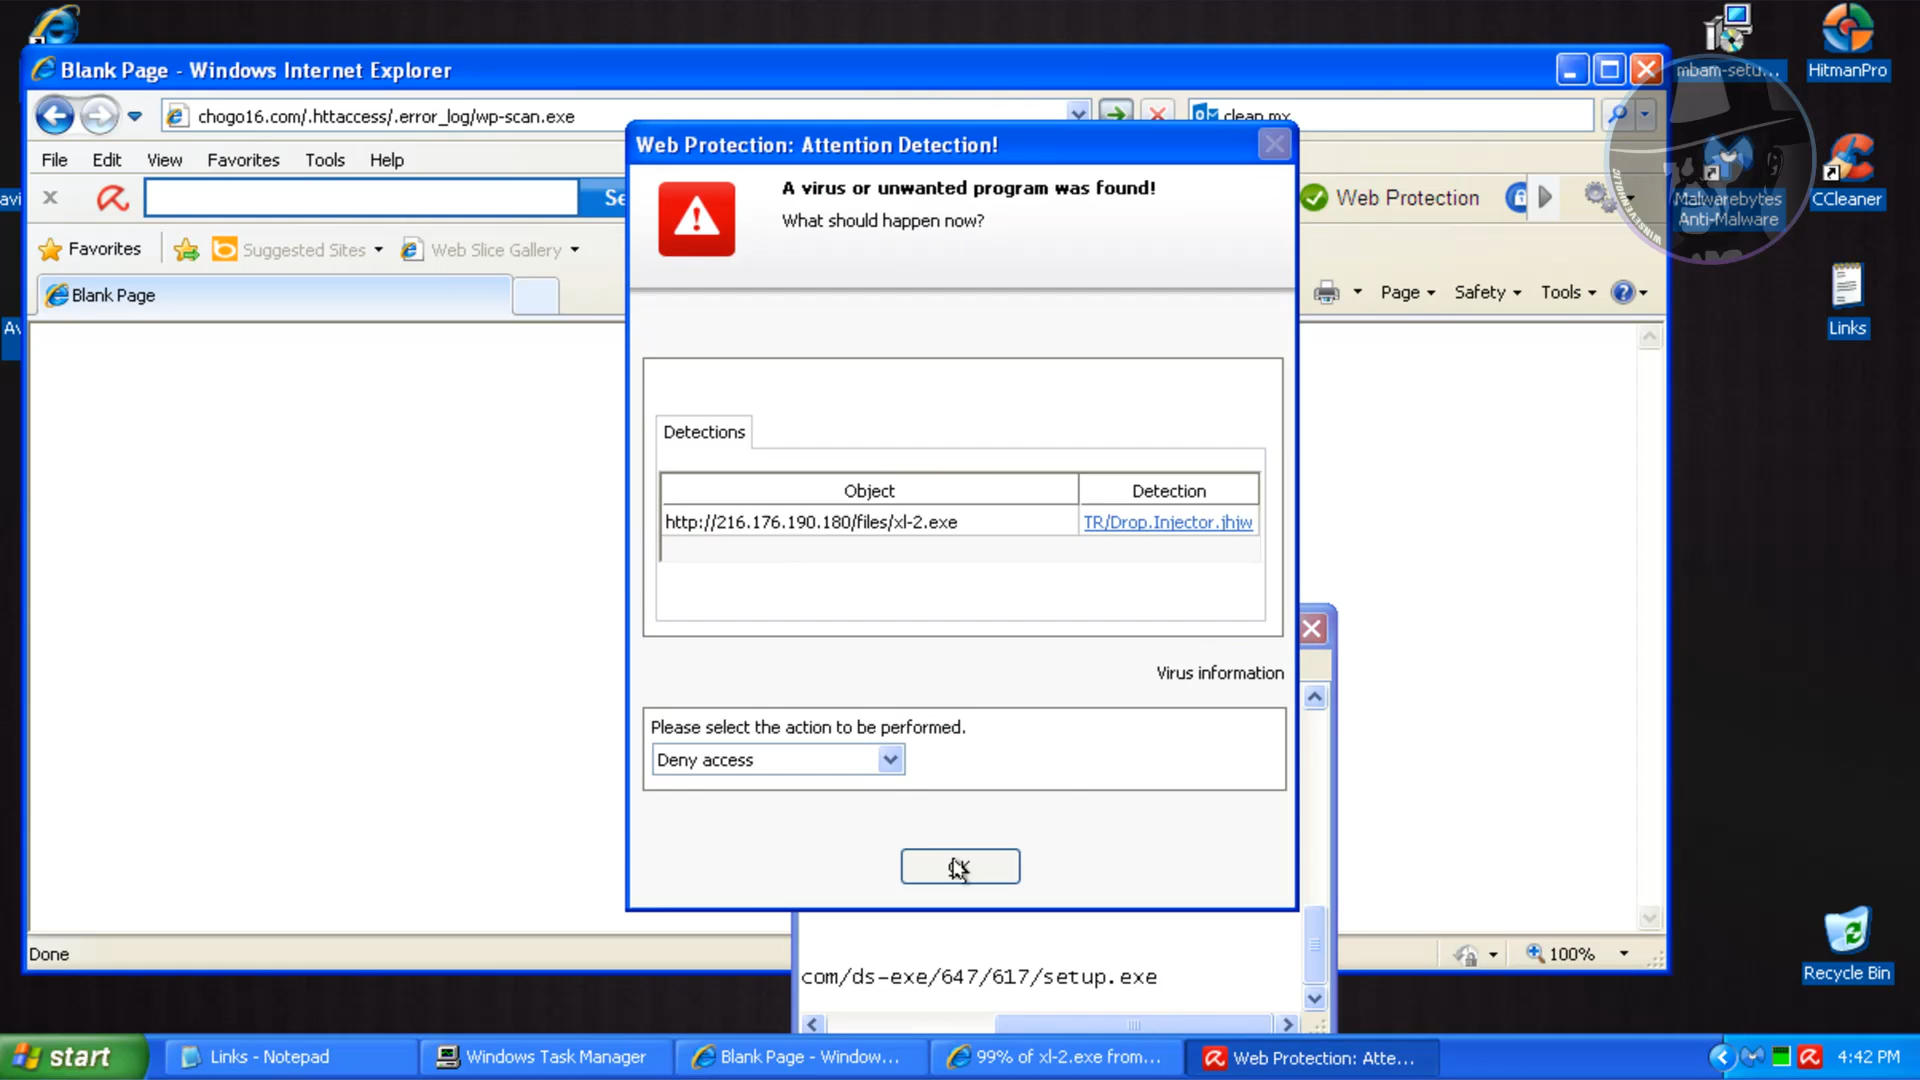 mbam-setu...
HitmanPro
Blank Page - Windows Internet Explorer
chogo16.com/.httaccess/.error_log/wp-scan.exe
clean mx
File Edit View Favorites Tools Help
Web Protection: Attention Detection!
A virus or unwanted program was found!
What should happen now?
Web Protection
Malwarebytes
Anti-Malware
CCleaner
WINSEVENHOLIC
Favorites
Suggested Sites
Web Slice Gallery
Blank Page
Page
Safety
Tools
Links
Detections
Object Detection
http://216.176.190.180/files/xl-2.exe TR/Drop.Injector.jhjw
Virus information
Please select the action to be performed.
Deny access
Done
100%
com/ds-exe/647/617/setup.exe
Recycle Bin
start
Links - Notepad
Windows Task Manager
Blank Page - Window...
99% of xl-2.exe from...
Web Protection: Atte...
4:42 PM